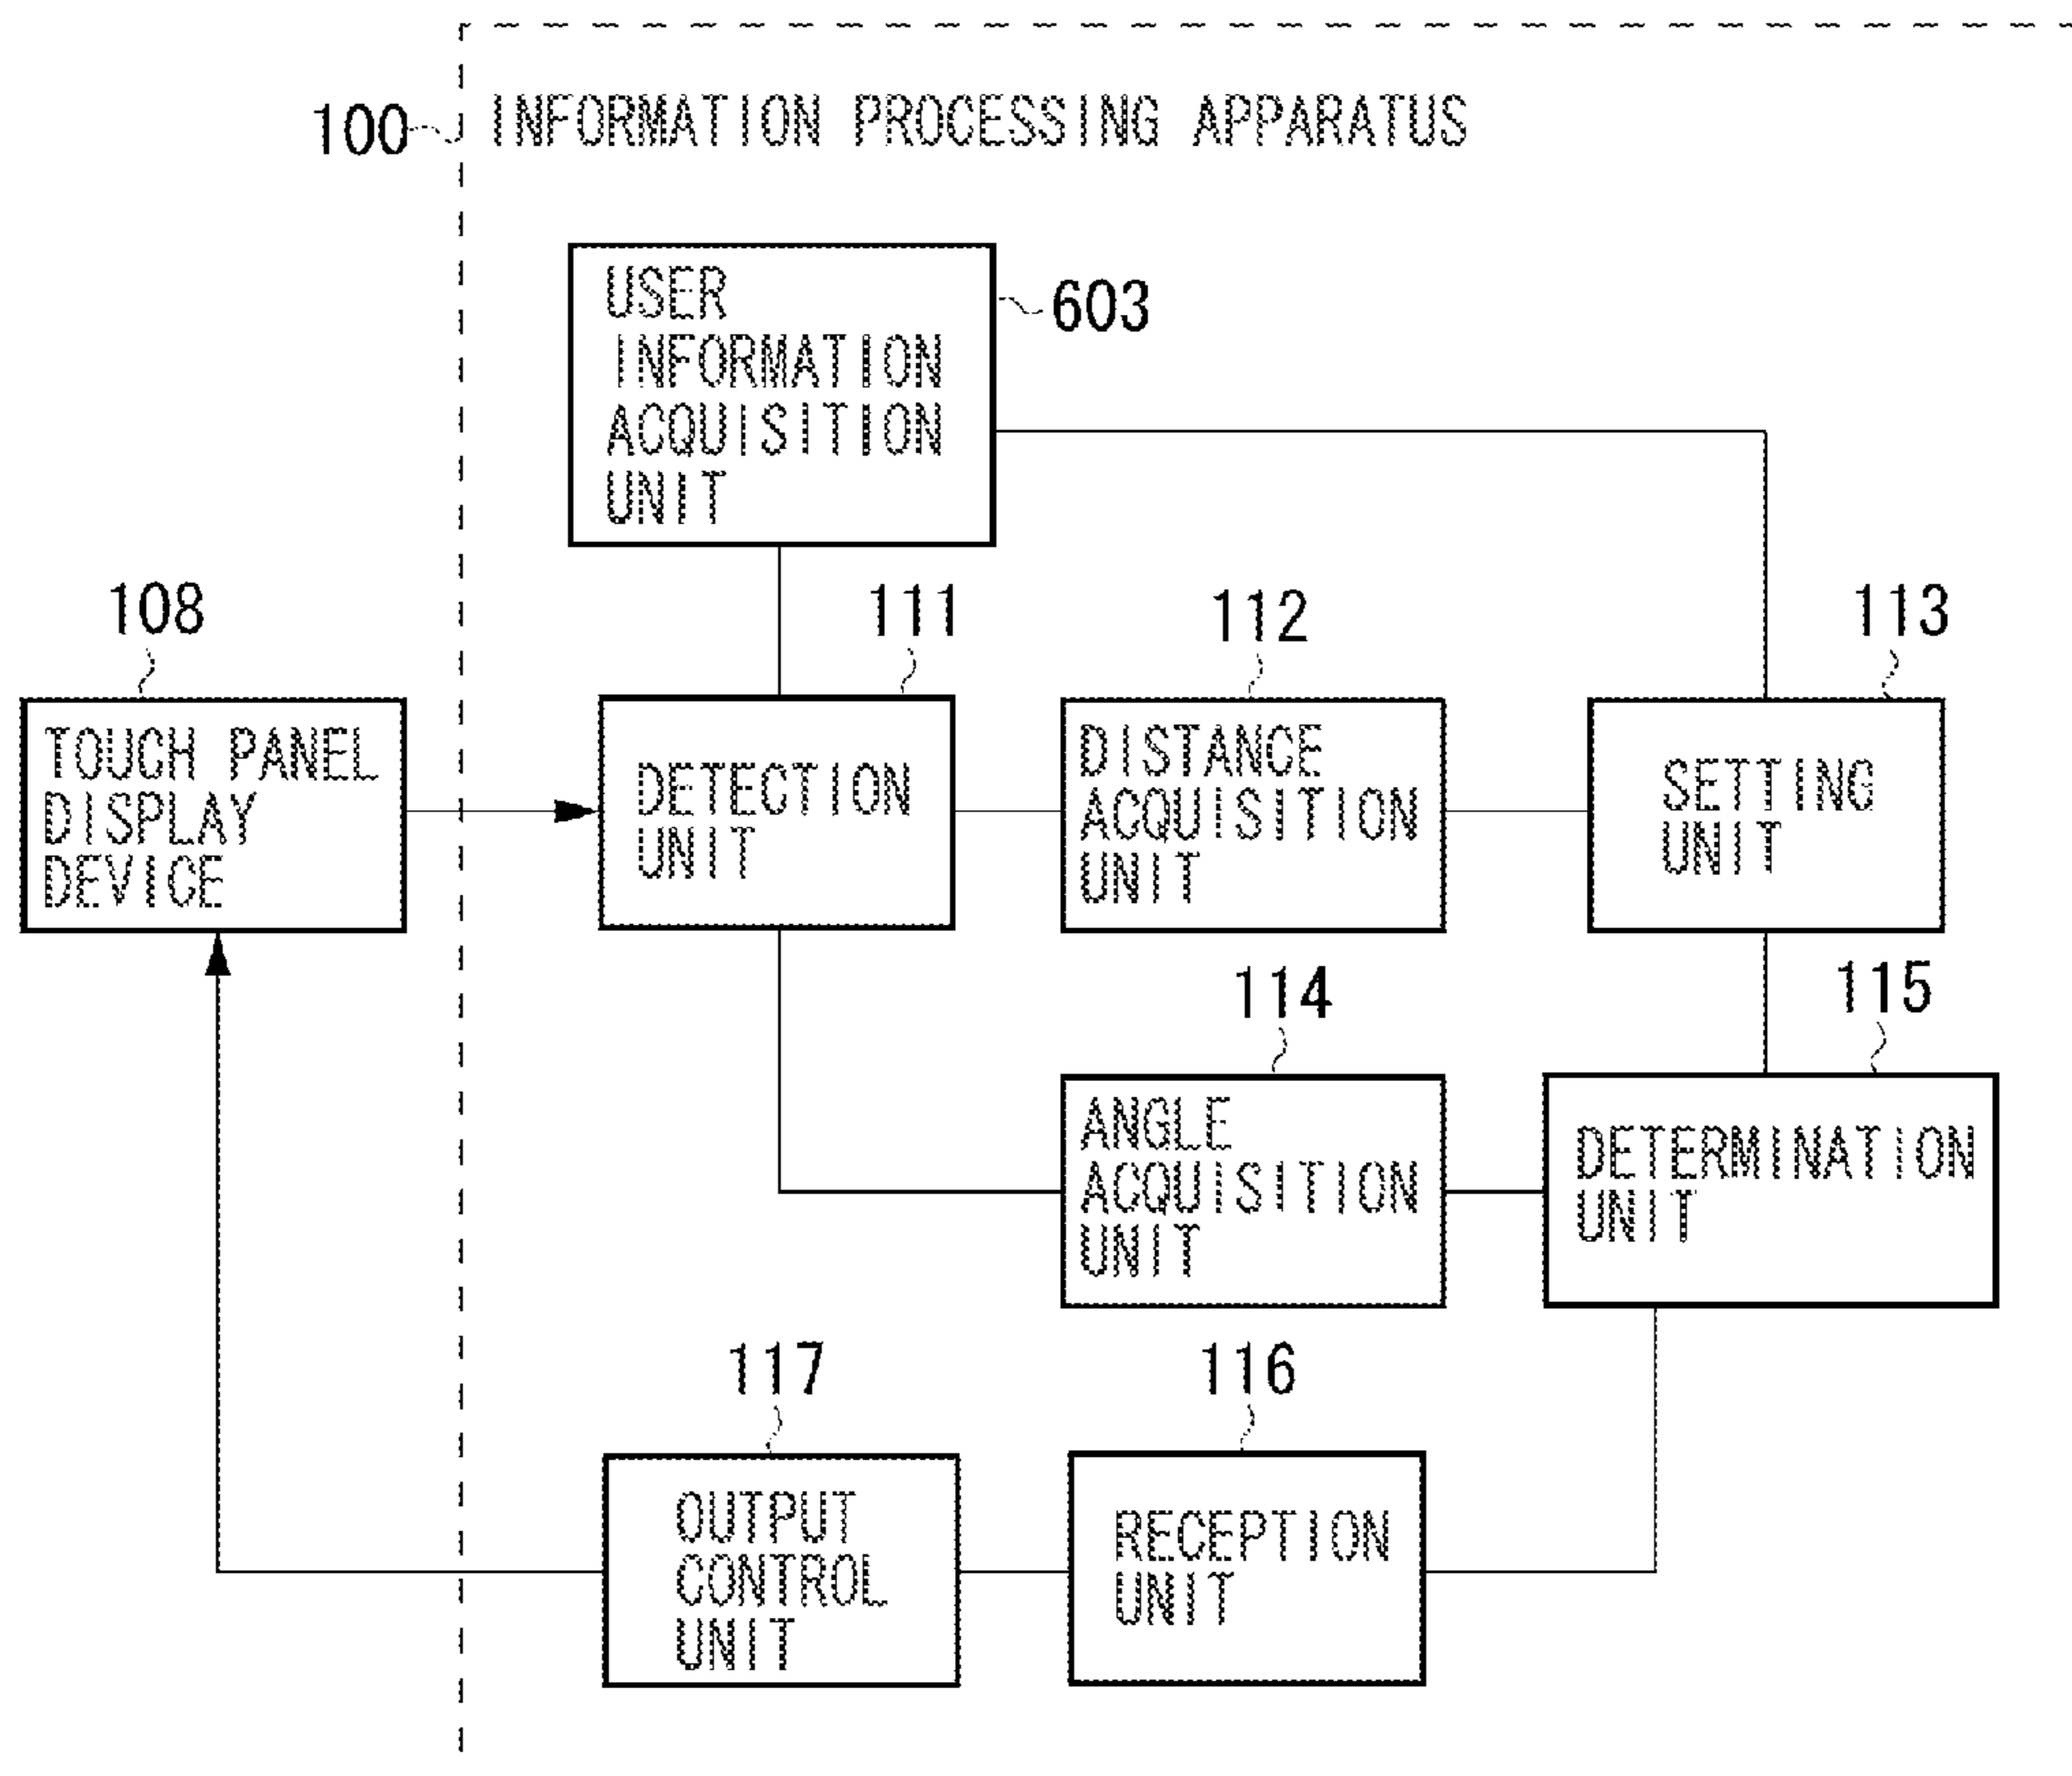 100
INFORMATION PROCESSING APPARATUS
USER
INFORMATION
ACQUISITION
UNIT
603
108
TOUCH PANEL
DISPLAY
DEVICE
111
DETECTION
UNIT
112
DISTANCE
ACQUISITION
UNIT
113
SETTING
UNIT
114
ANGLE
ACQUISITION
UNIT
115
DETERMINATION
UNIT
117
OUTPUT
CONTROL
UNIT
116
RECEPTION
UNIT